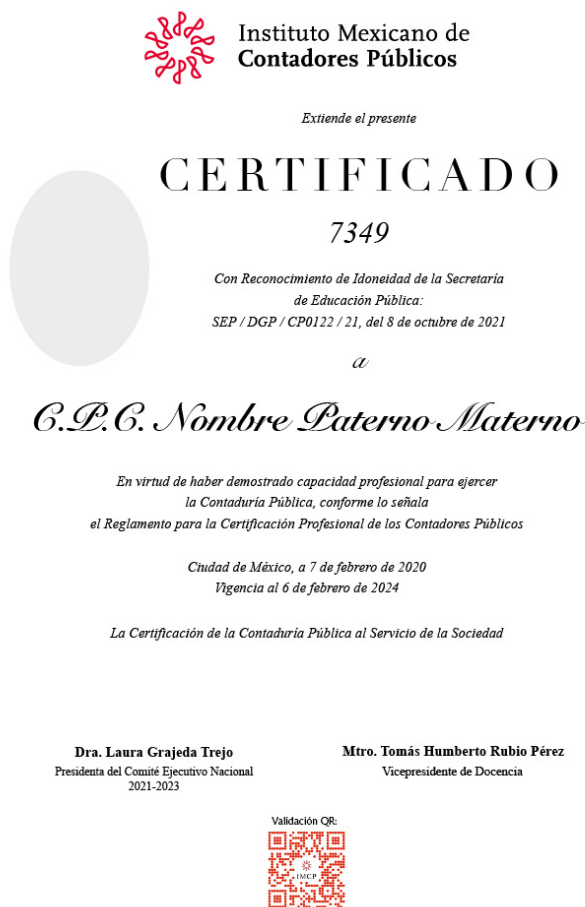 Instituto Mexicano de
Contadores Públicos
Extiende el presente
CERTIFICADO
7349
Con Reconocimiento de Idoneidad de la Secretaría
de Educación Pública:
SEP / DGP / CP0122 / 21, del 8 de octubre de 2021
a
C.P.C. Nombre Paterno Materno
En virtud de haber demostrado capacidad profesional para ejercer
la Contaduría Pública, conforme lo señala
el Reglamento para la Certificación Profesional de los Contadores Públicos
Ciudad de México, a 7 de febrero de 2020
Vigencia al 6 de febrero de 2024
La Certificación de la Contaduría Pública al Servicio de la Sociedad
Dra. Laura Grajeda Trejo
Presidenta del Comité Ejecutivo Nacional
2021-2023
Mtro. Tomás Humberto Rubio Pérez
Vicepresidente de Docencia
Validación QR:
IMCP